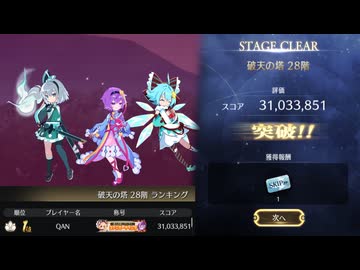 STAGE CLEAR
破天の塔 28階
評価
スコア 31,033,851
突破!!
獲得報酬
SKIP
1
次へ
破天の塔 28階 ランキング
順位 プレイヤー名 称号 スコア
QAN 31,033,851